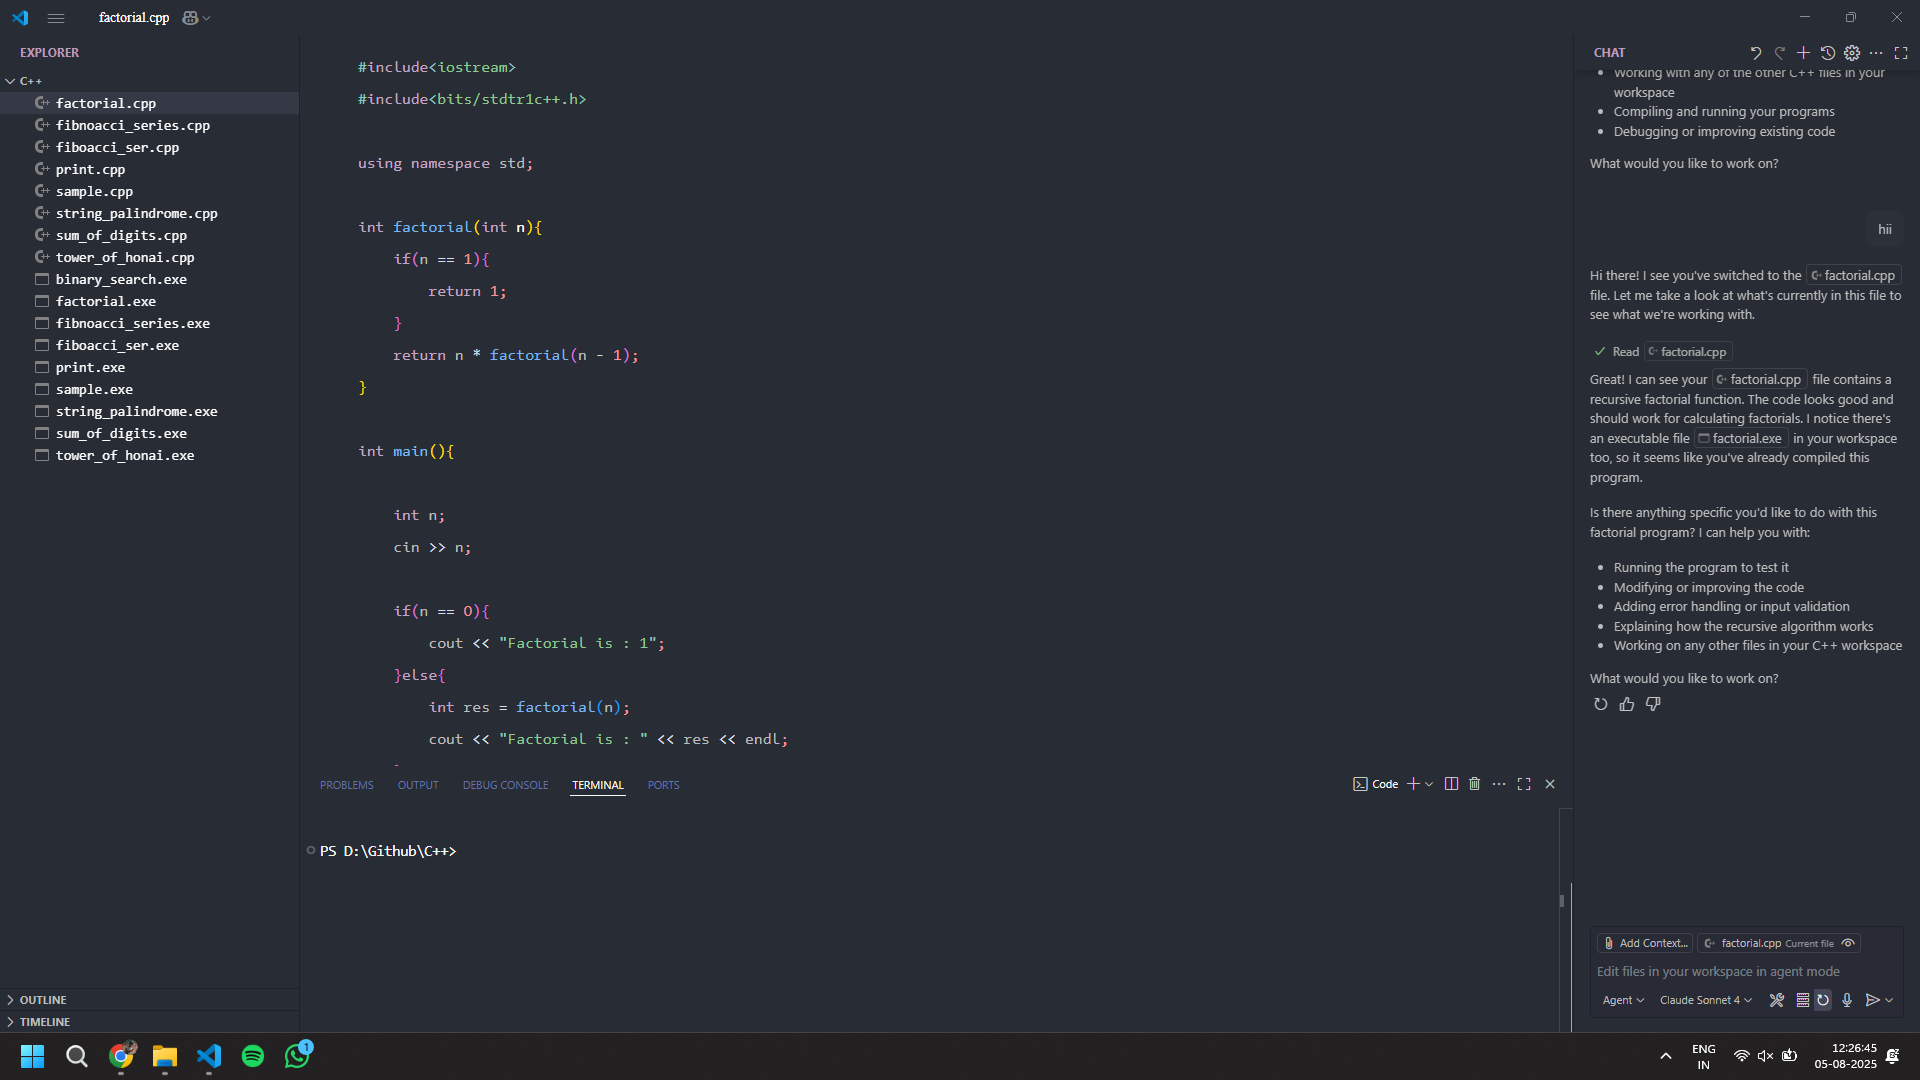 factorial.cpp
EXPLORER
C++
factorial.cpp
fibnoacci_series.cpp
fiboacci_ser.cpp
print.cpp
sample.cpp
string_palindrome.cpp
sum_of_digits.cpp
tower_of_honai.cpp
binary_search.exe
factorial.exe
fibnoacci_series.exe
fiboacci_ser.exe
print.exe
sample.exe
string_palindrome.exe
sum_of_digits.exe
tower_of_honai.exe
OUTLINE
TIMELINE
#include<iostream>
#include<bits/stdtr1c++.h>
using namespace std;
int factorial(int n){
if(n == 1){
return 1;
}
return n * factorial(n - 1);
}
int main(){
int n;
cin >> n;
if(n == 0){
cout << "Factorial is : 1";
}else{
int res = factorial(n);
cout << "Factorial is : " << res << endl;
PROBLEMS OUTPUT DEBUG CONSOLE TERMINAL PORTS
Code
PS D:\Github\C++>
CHAT
Working with any of the other C++ files in your
workspace
Compiling and running your programs
Debugging or improving existing code
What would you like to work on?
hii
Hi there! I see you've switched to the factorial.cpp
file. Let me take a look at what's currently in this file to
see what we're working with.
Read factorial.cpp
Great! I can see your factorial.cpp file contains a
recursive factorial function. The code looks good and
should work for calculating factorials. I notice there's
an executable file factorial.exe in your workspace
too, so it seems like you've already compiled this
program.
Is there anything specific you'd like to do with this
factorial program? I can help you with:
Running the program to test it
Modifying or improving the code
Adding error handling or input validation
Explaining how the recursive algorithm works
Working on any other files in your C++ workspace
What would you like to work on?
Add Context... factorial.cpp Current file
Edit files in your workspace in agent mode
Agent Claude Sonnet 4
1
ENG
IN
12:26:45
05-08-2025